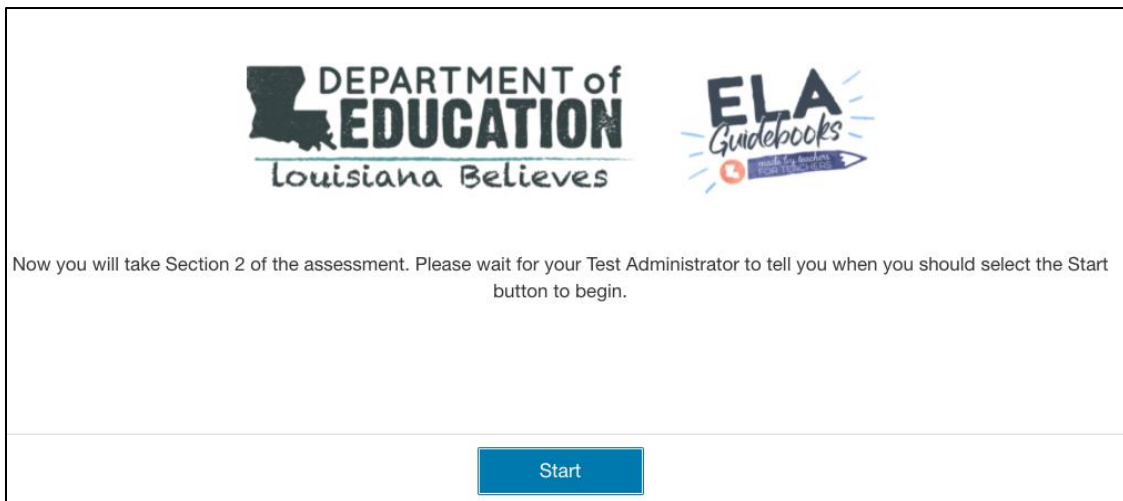 DEPARTMENT of
EDUCATION
Louisiana Believes
ELA
Guidebooks
made by teachers
FOR TEACHERS
Now you will take Section 2 of the assessment. Please wait for your Test Administrator to tell you when you should select the Start
button to begin.
Start